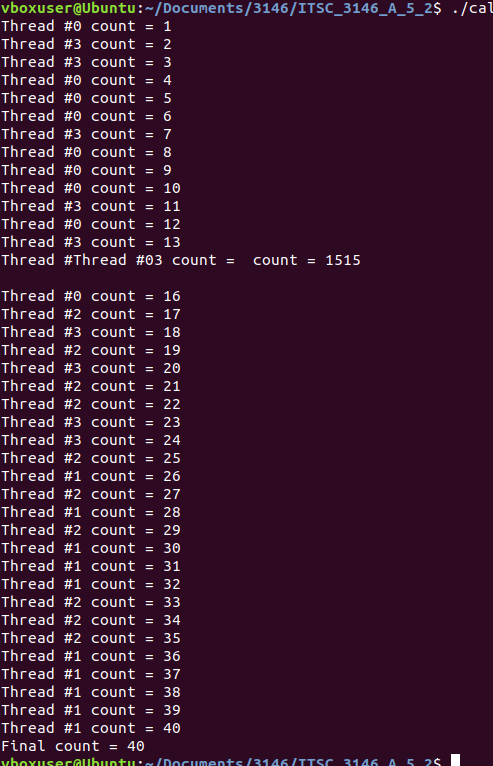 vboxuser@Ubuntu:~/Documents/3146/ITSC_3146_A_5_2$ ./cal
Thread #0 count = 1
Thread #3 count = 2
Thread #3 count = 3
Thread #0 count = 4
Thread #0 count = 5
Thread #0 count = 6
Thread #3 count = 7
Thread #0 count = 8
Thread #0 count = 9
Thread #0 count = 10
Thread #3 count = 11
Thread #0 count = 12
Thread #3 count = 13
Thread #Thread #03 count =  count = 1515

Thread #0 count = 16
Thread #2 count = 17
Thread #3 count = 18
Thread #2 count = 19
Thread #3 count = 20
Thread #2 count = 21
Thread #2 count = 22
Thread #3 count = 23
Thread #3 count = 24
Thread #2 count = 25
Thread #1 count = 26
Thread #2 count = 27
Thread #1 count = 28
Thread #2 count = 29
Thread #1 count = 30
Thread #1 count = 31
Thread #1 count = 32
Thread #2 count = 33
Thread #2 count = 34
Thread #2 count = 35
Thread #1 count = 36
Thread #1 count = 37
Thread #1 count = 38
Thread #1 count = 39
Thread #1 count = 40
Final count = 40
vboxuser@Ubuntu:~/Documents/3146/ITSC_3146_A_5_2$